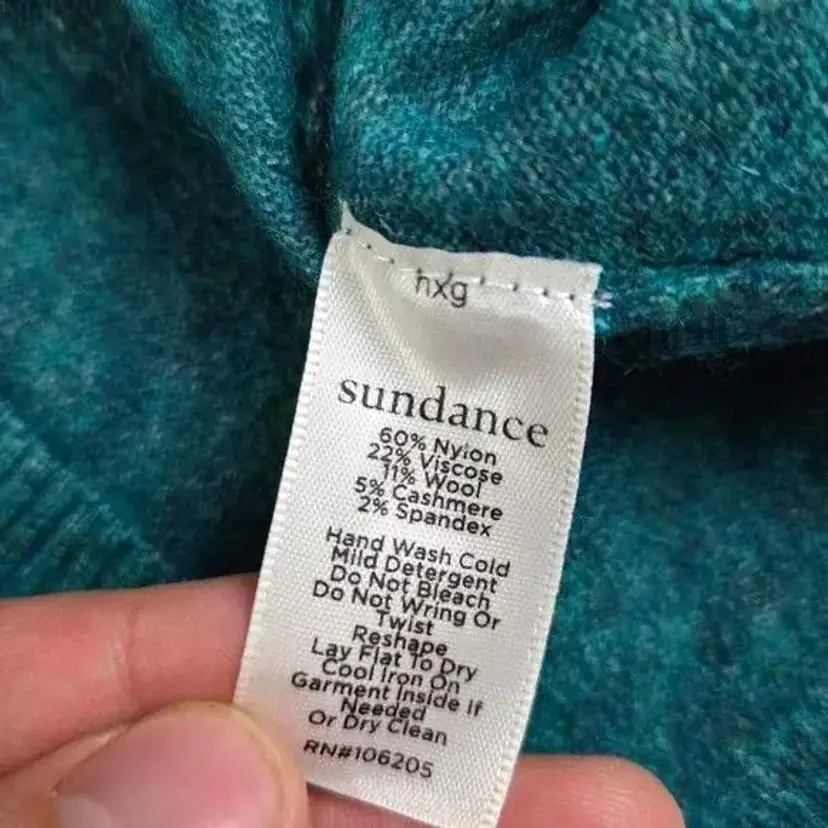 hxg
sundance
60% Nylon
22% Viscose
11% Wool
5% Cashmere
2% Spandex
Hand Wash Cold
Mild Detergent
Do Not Bleach
Do Not Wring Or
Twist
Reshape
Lay Flat To Dry
Cool Iron On
Garment Inside If
Needed
Or Dry Clean
RN#106205